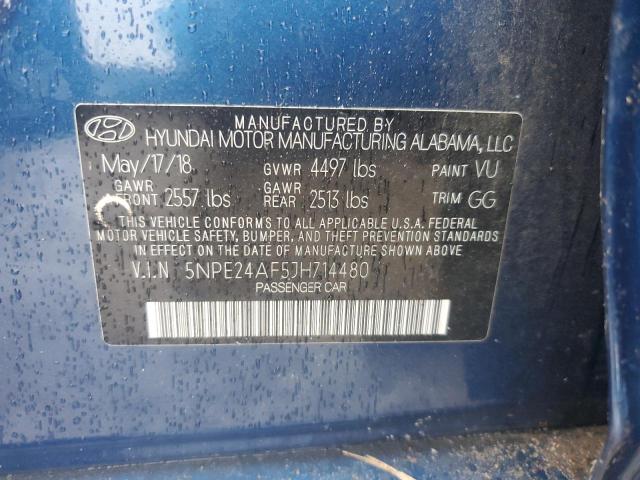 MANUFACTURED BY
HYUNDAI MOTOR MANUFACTURING ALABAMA, LLC
May/17/18 GVWR 4497 lbs PAINT VU
GAWR FRONT 2557 lbs GAWR REAR 2513 lbs TRIM GG
THIS VEHICLE CONFORMS TO ALL APPLICABLE U.S.A. FEDERAL
MOTOR VEHICLE SAFETY, BUMPER, AND THEFT PREVENTION STANDARDS
IN EFFECT ON THE DATE OF MANUFACTURE SHOWN ABOVE.
V.I.N 5NPE24AF5JH714480
PASSENGER CAR